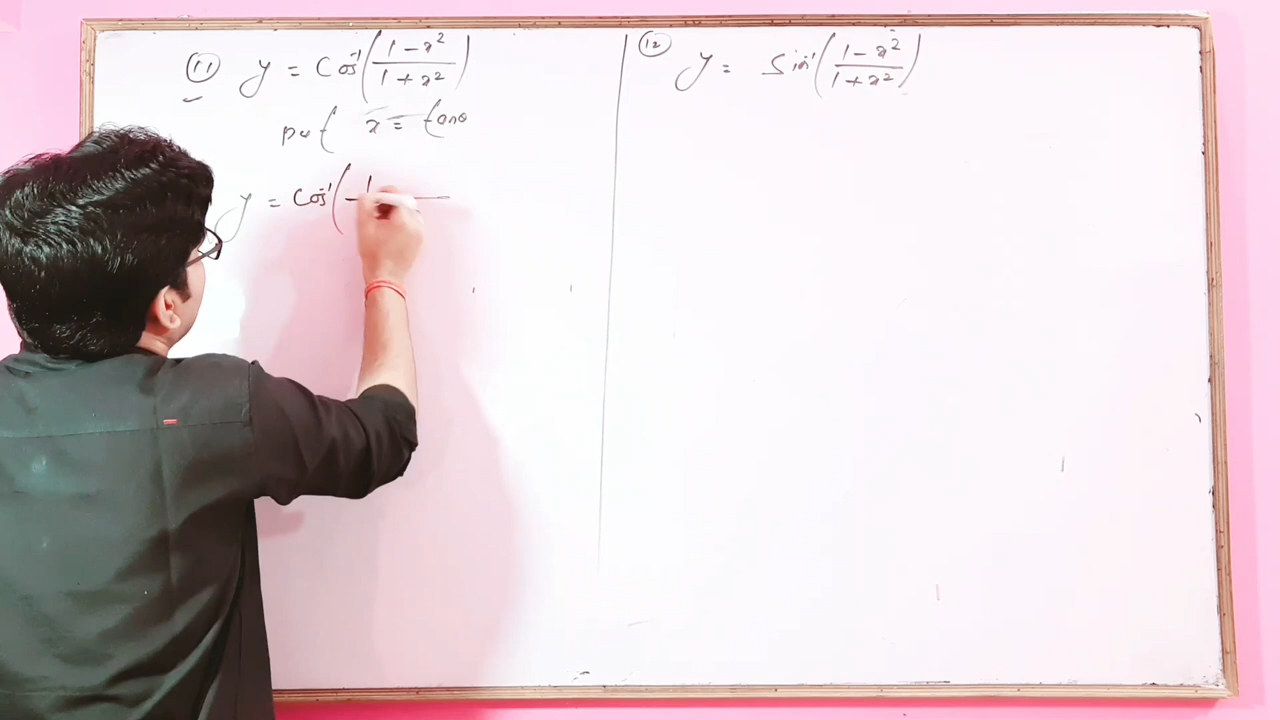 (11) y = Cos⁻¹((1-x²)/(1+x²))
put x = tanθ
y = Cos⁻¹(1
(12) y = Sin⁻¹((1-x²)/(1+x²))